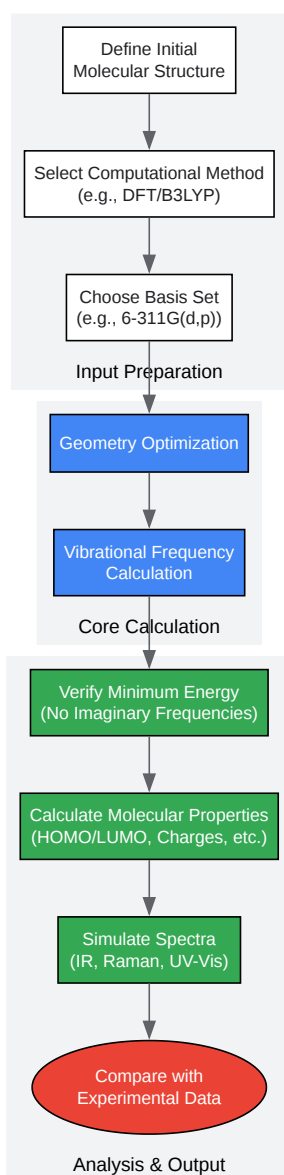 Define Initial
Molecular Structure
Select Computational Method
(e.g., DFT/B3LYP)
Choose Basis Set
(e.g., 6-311G(d,p))
Input Preparation
Geometry Optimization
Vibrational Frequency
Calculation
Core Calculation
Verify Minimum Energy
(No Imaginary Frequencies)
Calculate Molecular Properties
(HOMO/LUMO, Charges, etc.)
Simulate Spectra
(IR, Raman, UV-Vis)
Compare with
Experimental Data
Analysis & Output